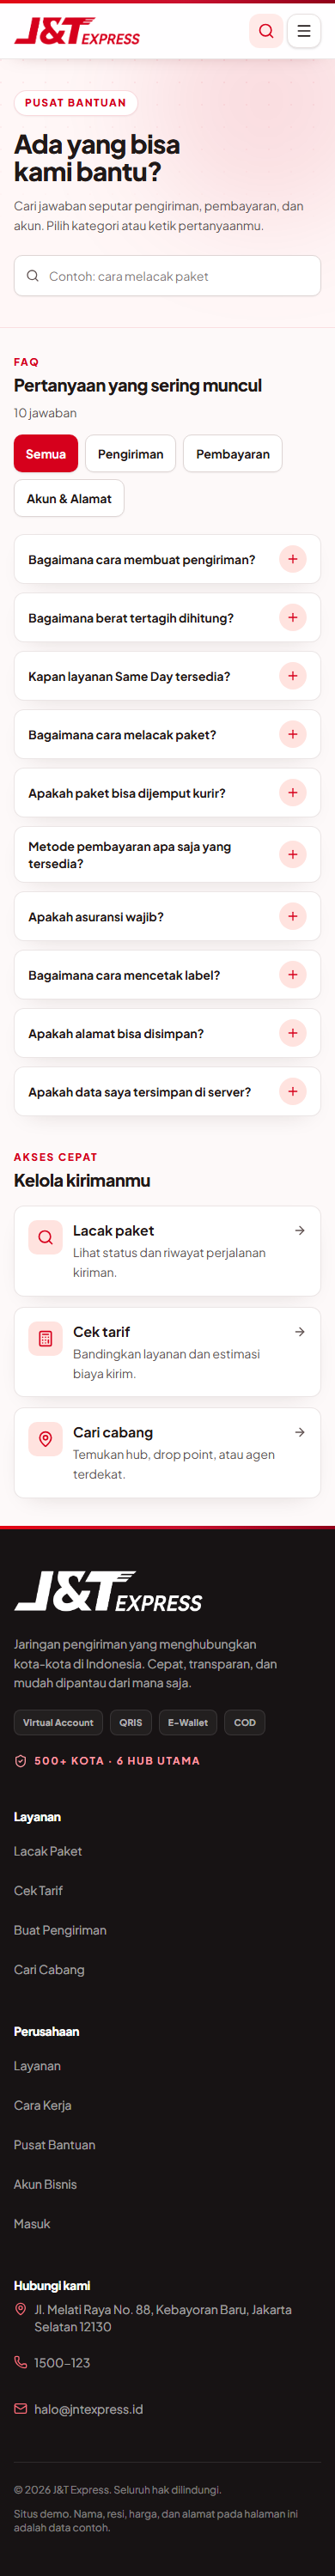 J&T EXPRESS
PUSAT BANTUAN
Ada yang bisa
kami bantu?
Cari jawaban seputar pengiriman, pembayaran, dan
akun. Pilih kategori atau ketik pertanyaanmu.
Contoh: cara melacak paket
FAQ
Pertanyaan yang sering muncul
10 jawaban
Semua
Pengiriman
Pembayaran
Akun & Alamat
Bagaimana cara membuat pengiriman?
Bagaimana berat tertagih dihitung?
Kapan layanan Same Day tersedia?
Bagaimana cara melacak paket?
Apakah paket bisa dijemput kurir?
Metode pembayaran apa saja yang
tersedia?
Apakah asuransi wajib?
Bagaimana cara mencetak label?
Apakah alamat bisa disimpan?
Apakah data saya tersimpan di server?
AKSES CEPAT
Kelola kirimanmu
Lacak paket
Lihat status dan riwayat perjalanan
kiriman.
Cek tarif
Bandingkan layanan dan estimasi
biaya kirim.
Cari cabang
Temukan hub, drop point, atau agen
terdekat.
J&T EXPRESS
Jaringan pengiriman yang menghubungkan
kota-kota di Indonesia. Cepat, transparan, dan
mudah dipantau dari mana saja.
Virtual Account
QRIS
E-Wallet
COD
500+ KOTA · 6 HUB UTAMA
Layanan
Lacak Paket
Cek Tarif
Buat Pengiriman
Cari Cabang
Perusahaan
Layanan
Cara Kerja
Pusat Bantuan
Akun Bisnis
Masuk
Hubungi kami
Jl. Melati Raya No. 88, Kebayoran Baru, Jakarta
Selatan 12130
1500-123
halo@jntexpress.id
© 2026 J&T Express. Seluruh hak dilindungi.
Situs demo. Nama, resi, harga, dan alamat pada halaman ini
adalah data contoh.